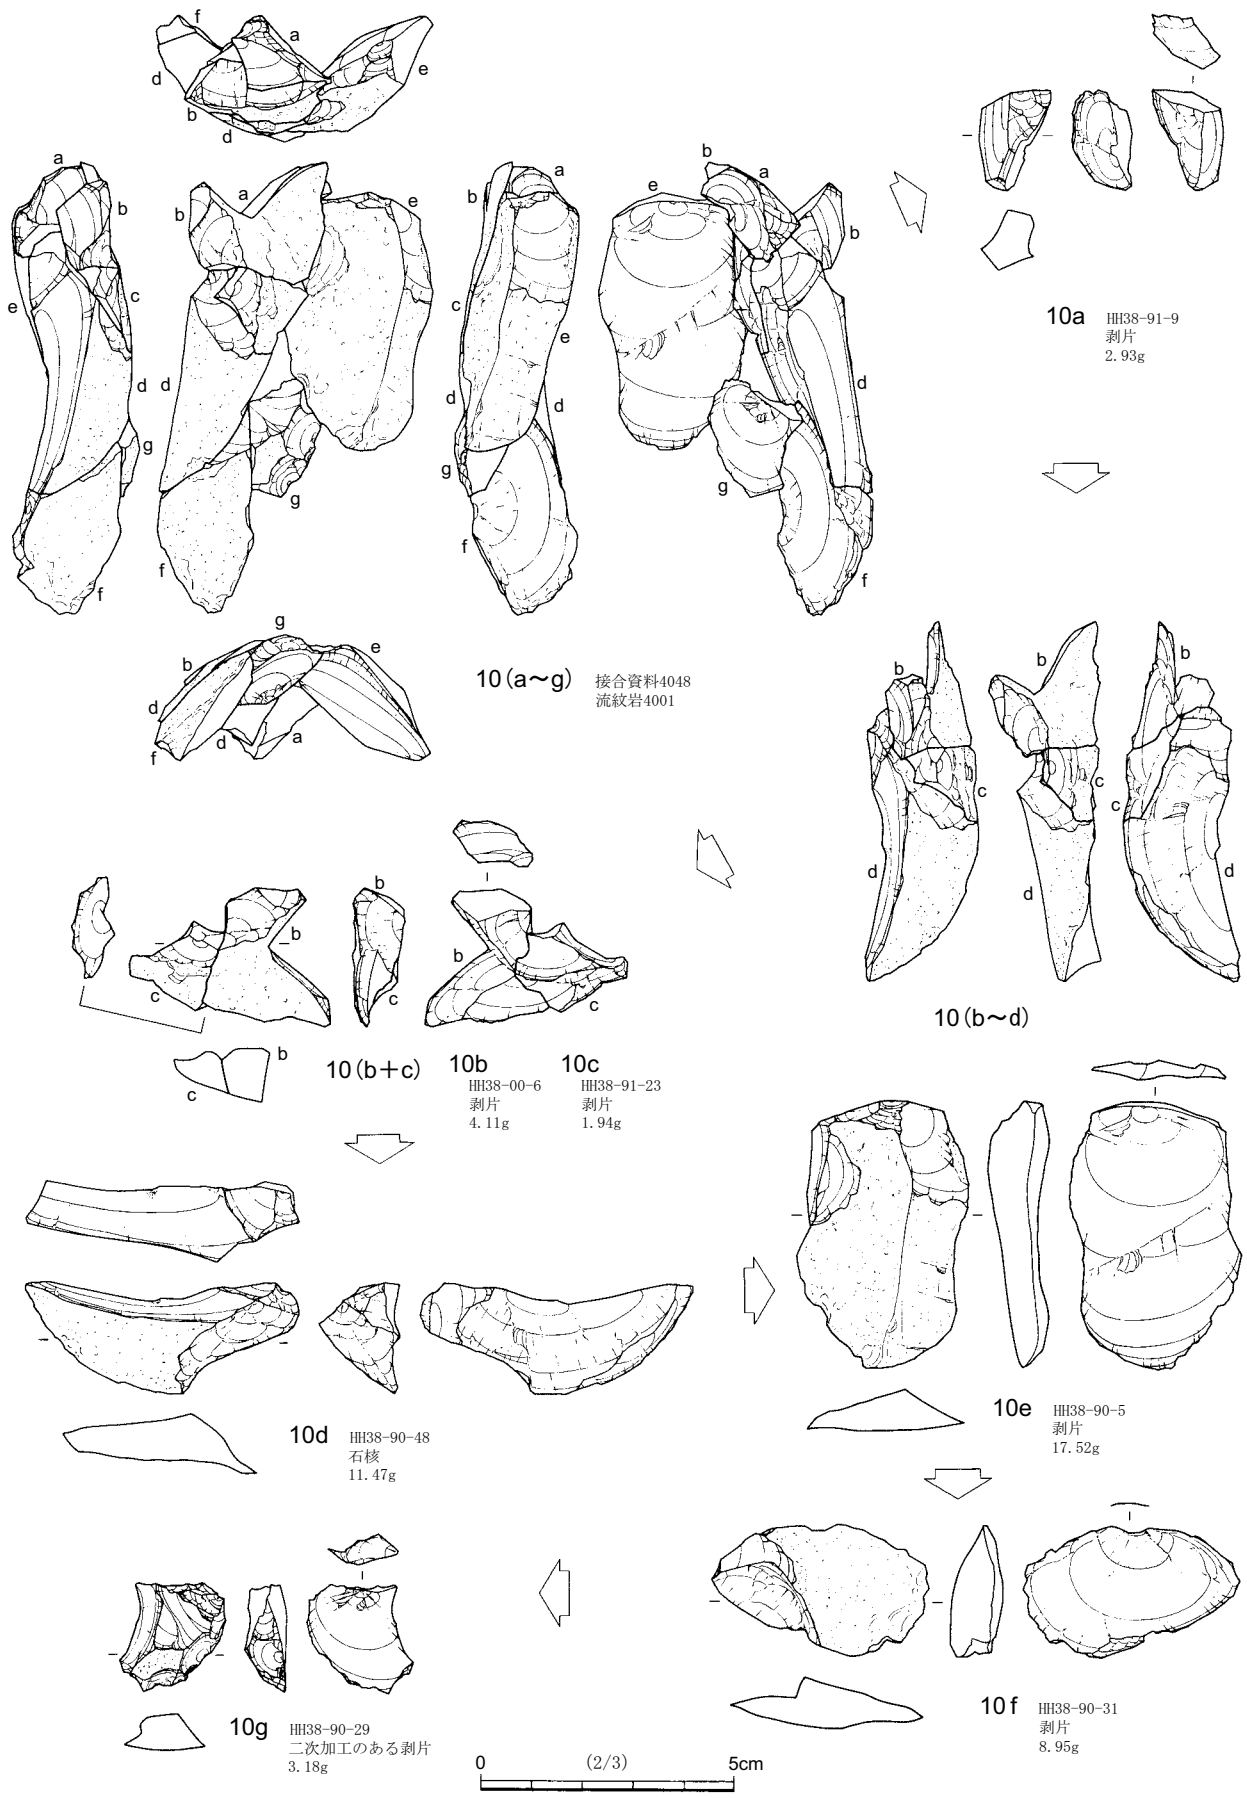 f
a
d
e
b
d
10a HH38-91-9
剥片
2.93g
a
b
e
c
d
g
f
a
b
e
d
g
f
a
b
c
e
d
d
g
f
b
a
e
b
d
g
f
g
b
e
d
d
a
f
10(a〜g) 接合資料4048
流紋岩4001
b
b
b
c
c
d
d
d
10(b〜d)
b
b
b
c
c
c
b
c
10(b+c)
10b
HH38-00-6
剥片
4.11g
10c
HH38-91-23
剥片
1.94g
10d HH38-90-48
石核
11.47g
10e HH38-90-5
剥片
17.52g
10f HH38-90-31
剥片
8.95g
10g HH38-90-29
二次加工のある剥片
3.18g
0 (2/3) 5cm